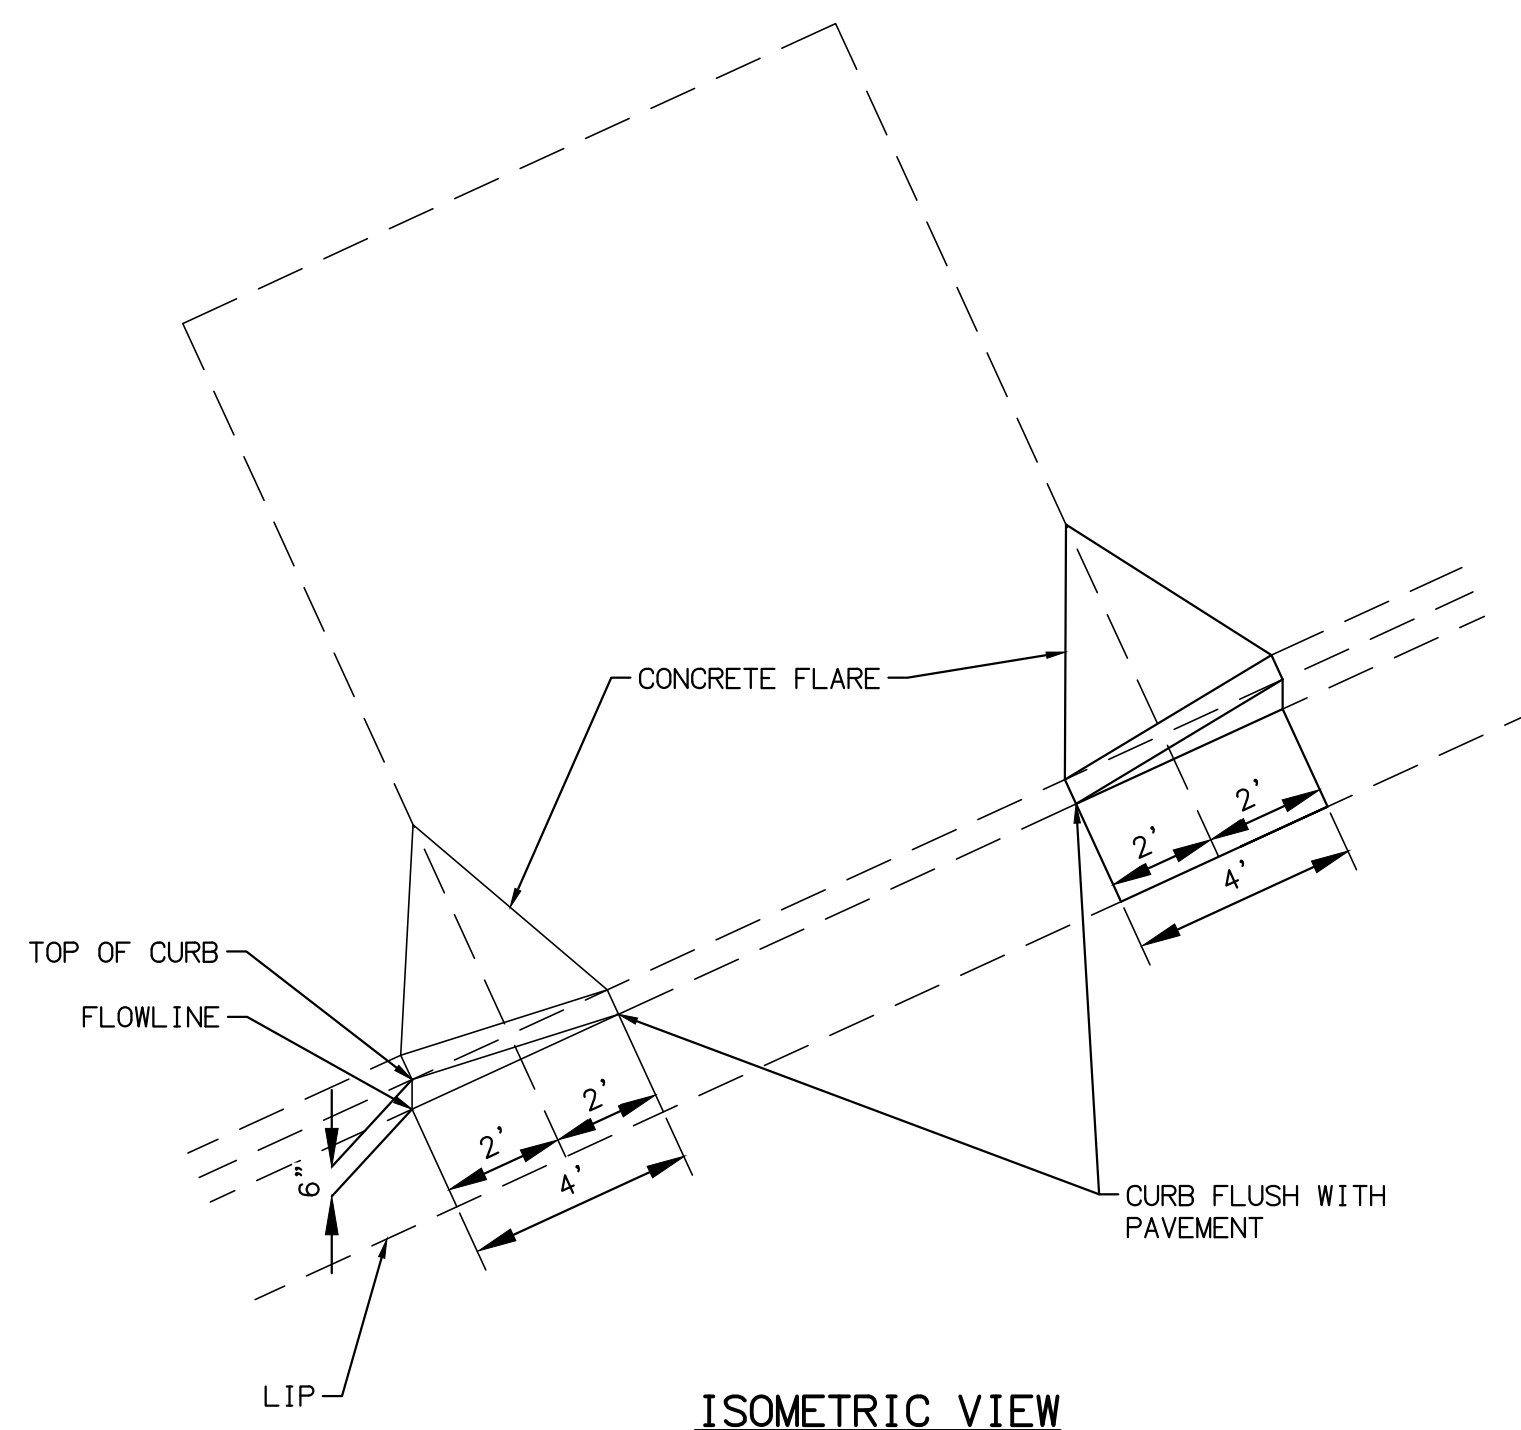 CONCRETE FLARE
2'
2'
4'
TOP OF CURB
FLOWLINE
2'
2'
4'
6"
CURB FLUSH WITH
PAVEMENT
LIP
ISOMETRIC VIEW